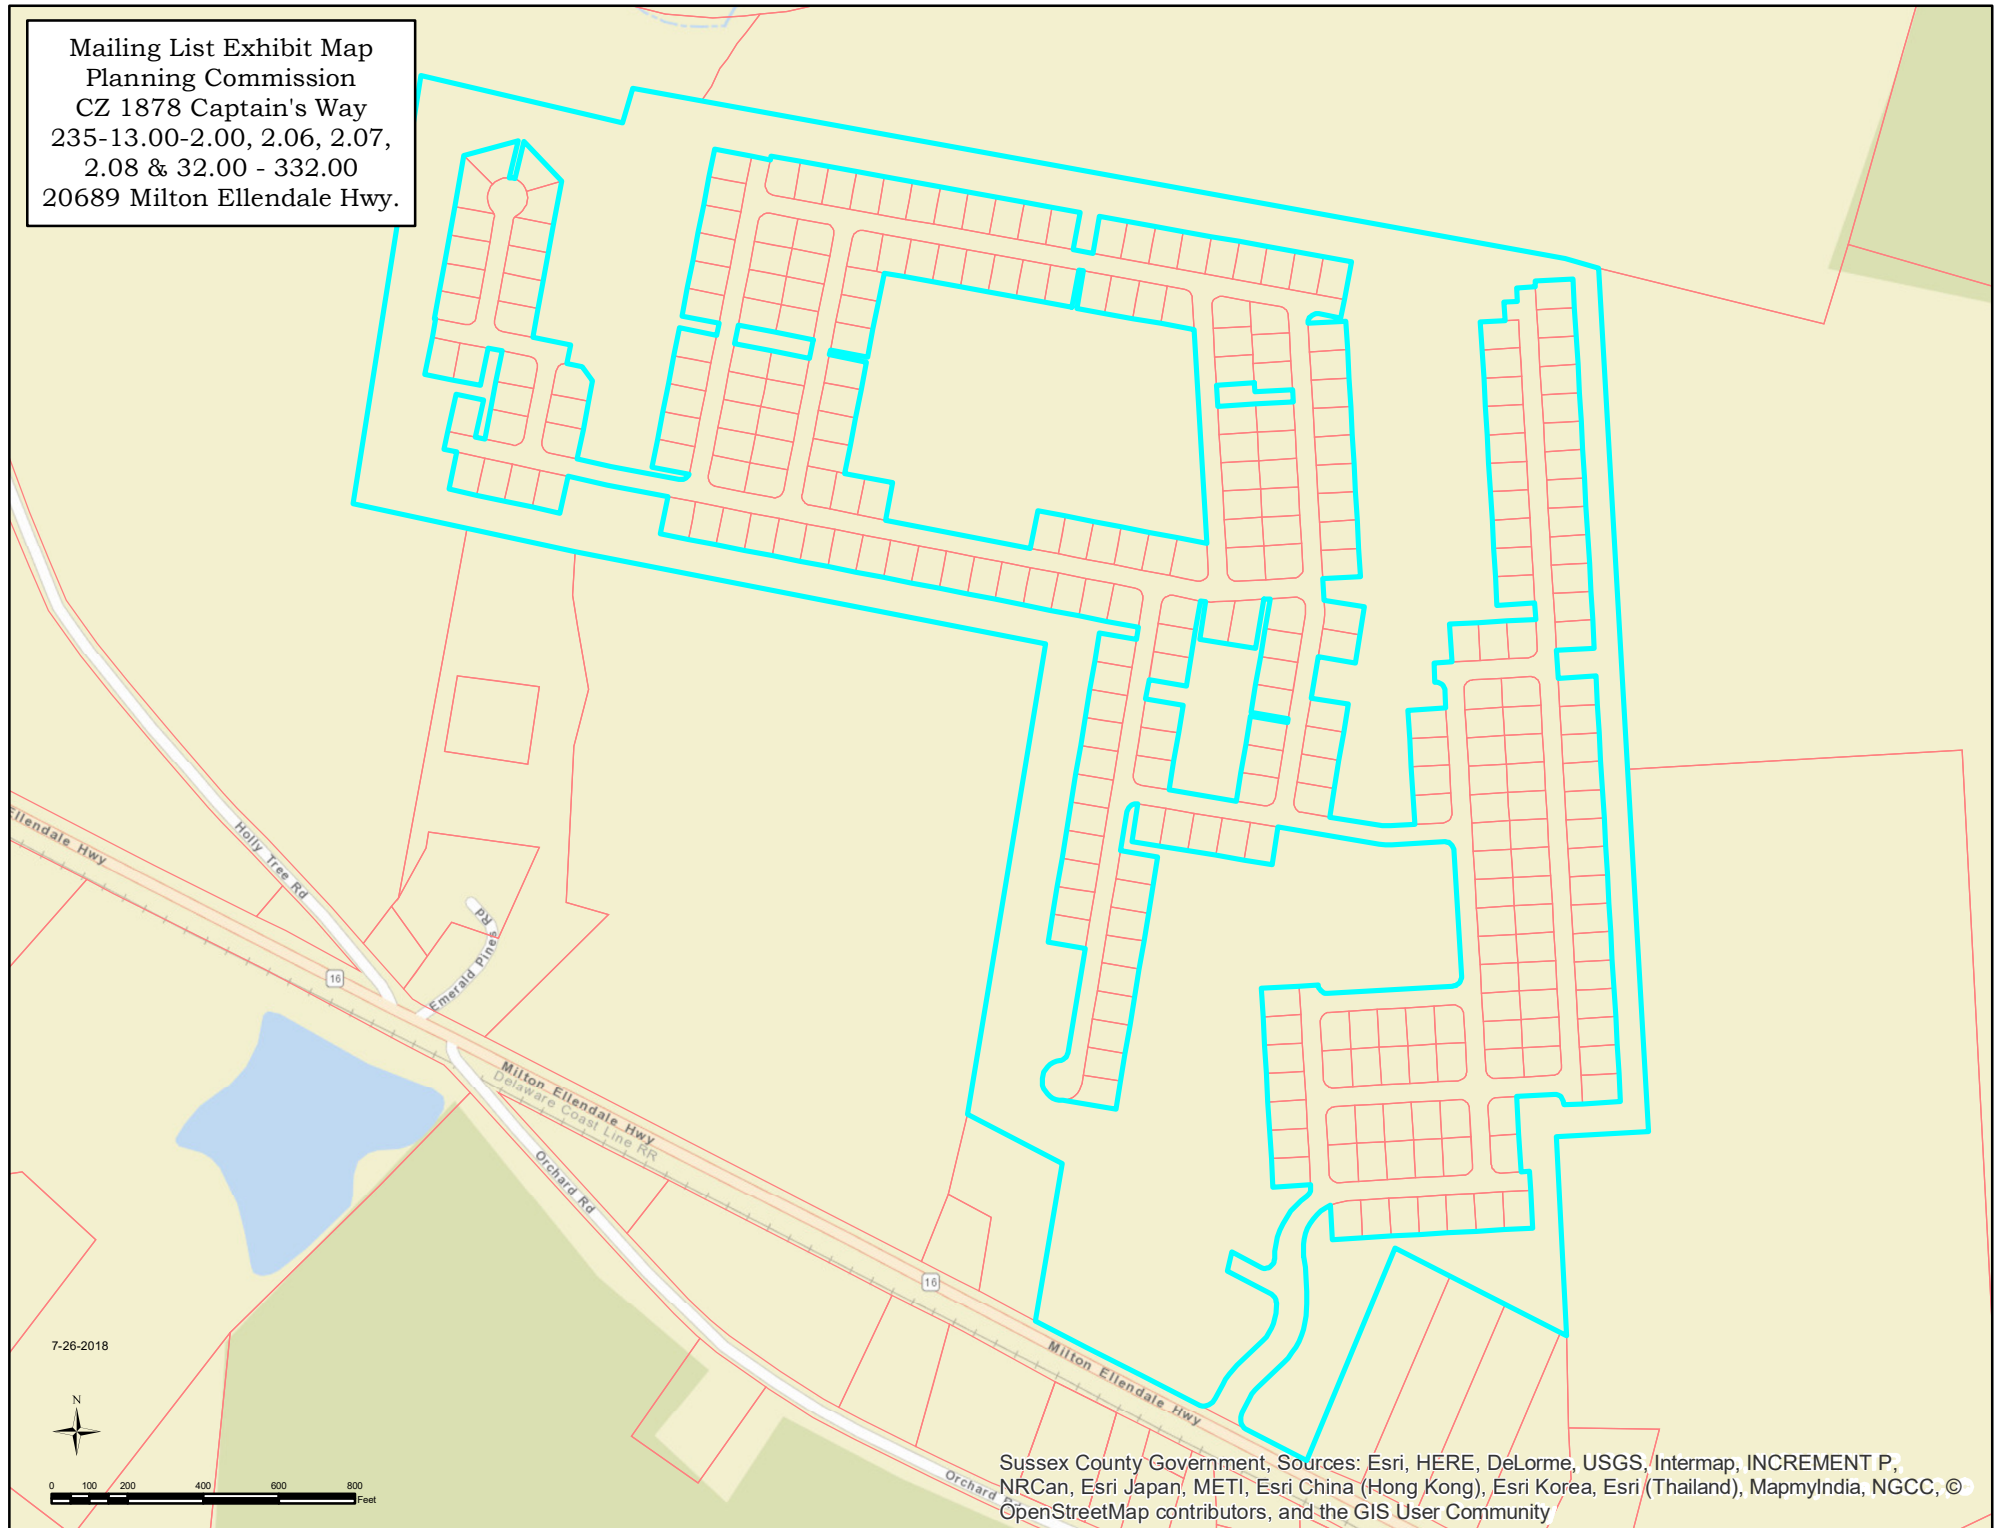 Mailing List Exhibit Map
Planning Commission
CZ 1878 Captain's Way
235-13.00-2.00, 2.06, 2.07,
2.08 & 32.00 - 332.00
20689 Milton Ellendale Hwy.
Ellendale Hwy
Holly Tree Rd
16
Emerald Pines Rd
Milton Ellendale Hwy
Delaware Coast Line RR
Orchard Rd
16
Milton Ellendale Hwy
Orchard Rd
7-26-2018
N
0 100 200 400 600 800
Feet
Sussex County Government, Sources: Esri, HERE, DeLorme, USGS, Intermap, INCREMENT P,
NRCan, Esri Japan, METI, Esri China (Hong Kong), Esri Korea, Esri (Thailand), MapmyIndia, NGCC, ©
OpenStreetMap contributors, and the GIS User Community